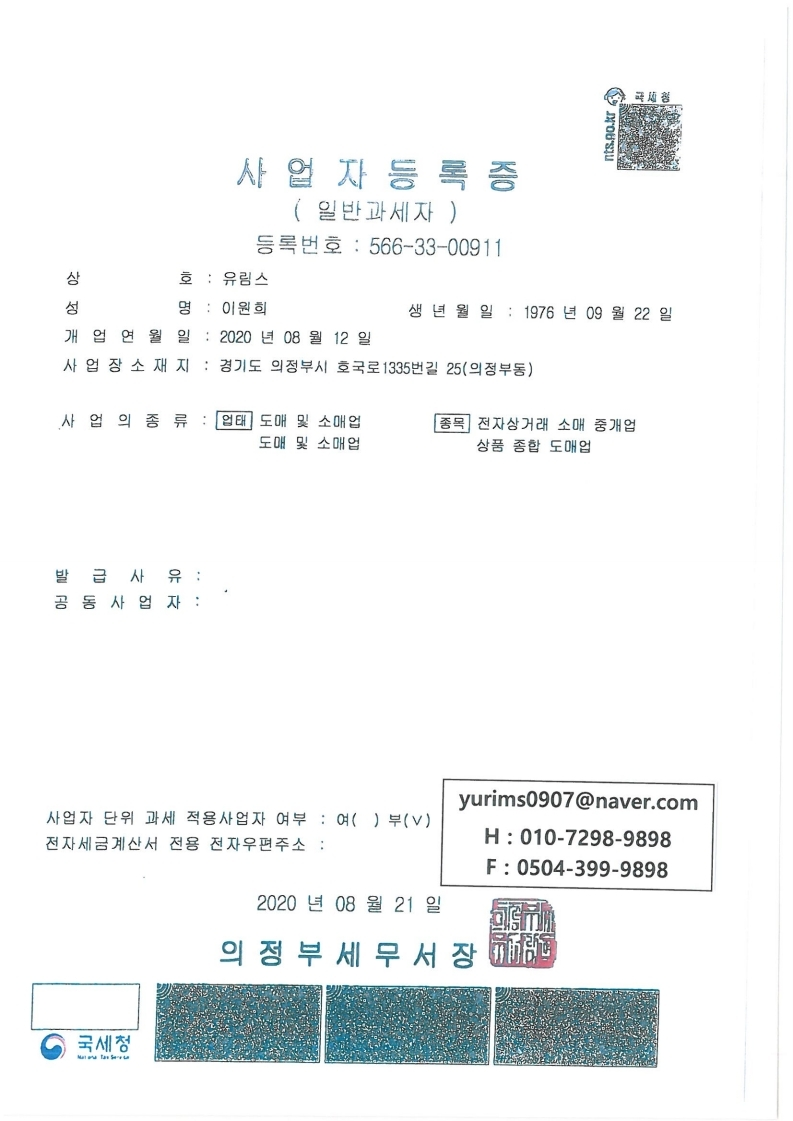 국세청
nts.go.kr
사업자등록증
( 일반과세자 )
등록번호 : 566-33-00911
상 호 : 유림스
성 명 : 이원희 생년월일 : 1976 년 09 월 22 일
개업연월일 : 2020 년 08 월 12 일
사업장소재지 : 경기도 의정부시 호국로1335번길 25(의정부동)
사업의종류 : 업태 도매 및 소매업 종목 전자상거래 소매 중개업
도매 및 소매업 상품 종합 도매업
발급사유 :
공동사업자 :
사업자 단위 과세 적용사업자 여부 : 여( ) 부(∨)
전자세금계산서 전용 전자우편주소 :
yurims0907@naver.com
H : 010-7298-9898
F : 0504-399-9898
2020 년 08 월 21 일
의정부세무서장
국세청
National Tax Service